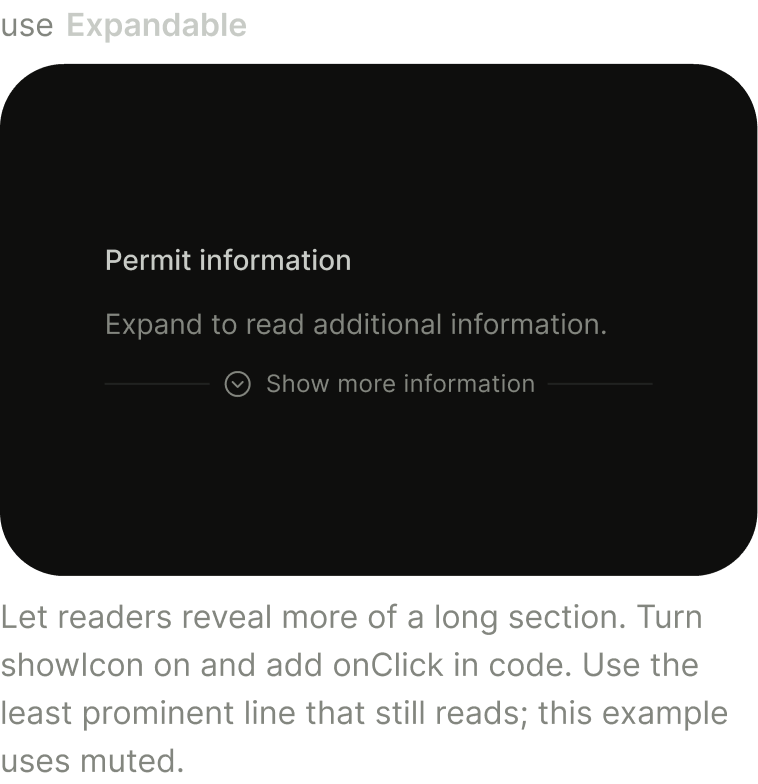 use Expandable
Permit information
Expand to read additional information.
Show more information
Let readers reveal more of a long section. Turn
showIcon on and add onClick in code. Use the
least prominent line that still reads; this example
uses muted.